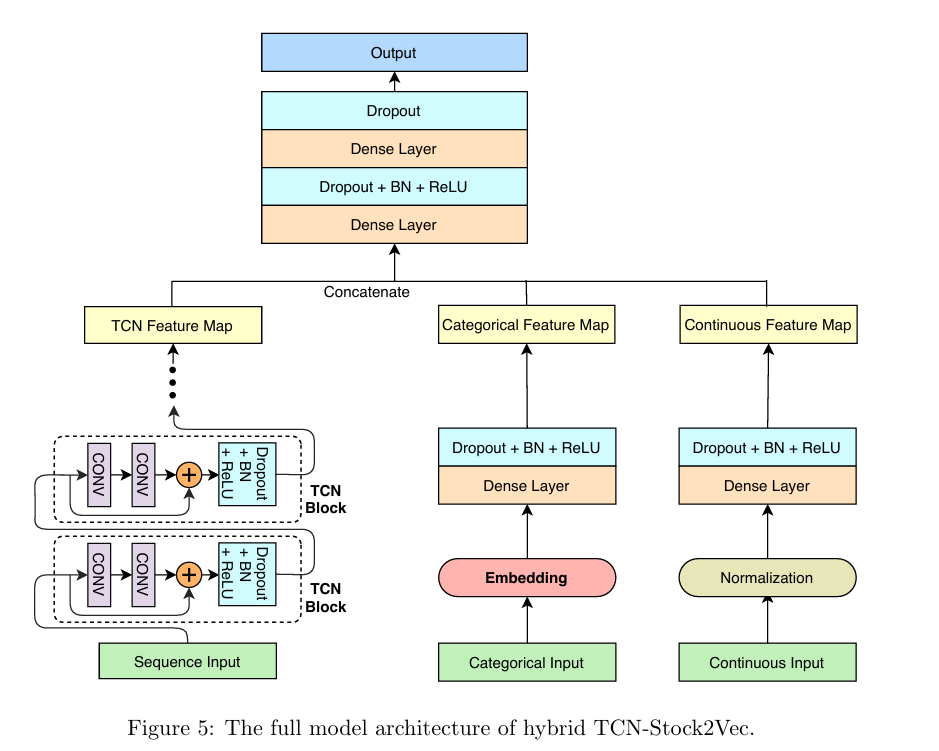 Output
Dropout
Dense Layer
Dropout + BN + ReLU
Dense Layer
Concatenate
TCN Feature Map
Categorical Feature Map
Continuous Feature Map
CONV
CONV
+
Dropout
+ BN
+ ReLU
TCN
Block
CONV
CONV
+
Dropout
+ BN
+ ReLU
TCN
Block
Sequence Input
Dropout + BN + ReLU
Dense Layer
Embedding
Categorical Input
Dropout + BN + ReLU
Dense Layer
Normalization
Continuous Input
Figure 5: The full model architecture of hybrid TCN-Stock2Vec.